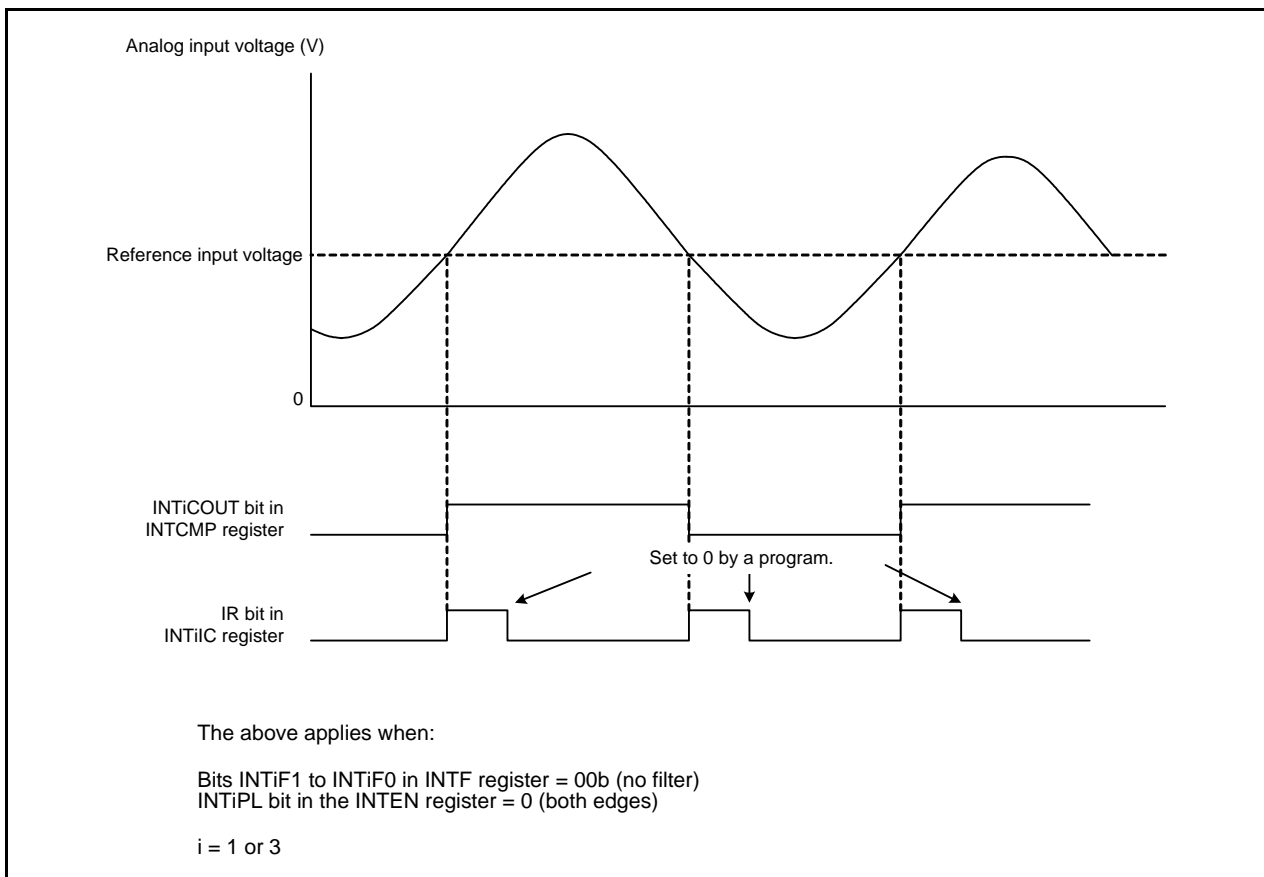 Analog input voltage (V)
Reference input voltage
0
INTiCOUT bit in
INTCMP register
Set to 0 by a program.
IR bit in
INTiIC register
The above applies when:
Bits INTiF1 to INTiF0 in INTF register = 00b (no filter)
INTiPL bit in the INTEN register = 0 (both edges)
i = 1 or 3